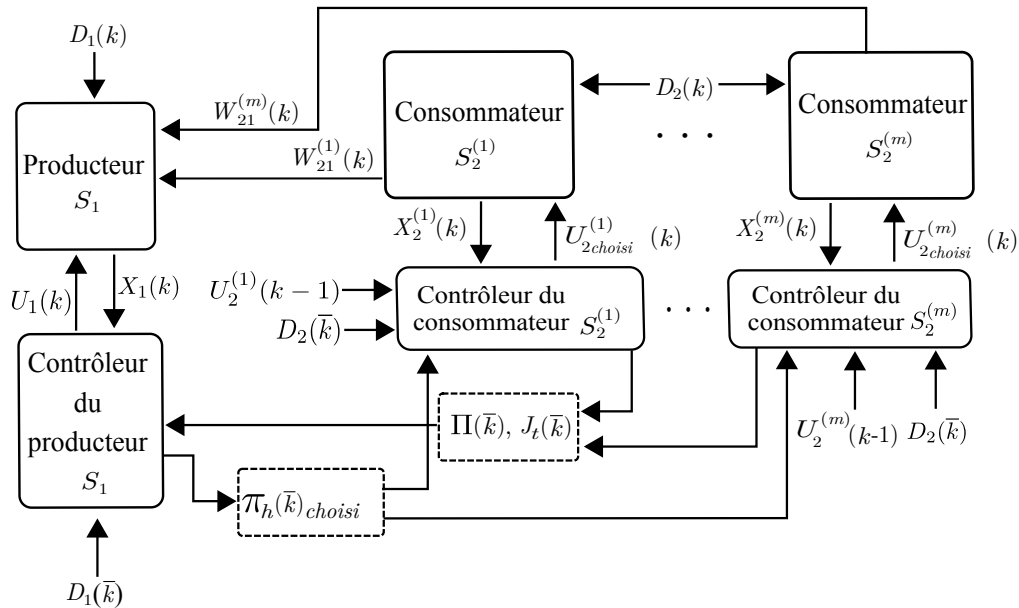 D₁(k)
W₂₁⁽ᵐ⁾(k)
W₂₁⁽¹⁾(k)
Producteur
S₁
Consommateur
S₂⁽¹⁾
D₂(k)
. . .
Consommateur
S₂⁽ᵐ⁾
U₁(k)
X₁(k)
X₂⁽¹⁾(k)
U₂choisi⁽¹⁾ (k)
X₂⁽ᵐ⁾(k)
U₂choisi⁽ᵐ⁾ (k)
U₂⁽¹⁾(k − 1)
D₂(k̅)
Contrôleur du
consommateur S₂⁽¹⁾
. . .
Contrôleur du
consommateur S₂⁽ᵐ⁾
Contrôleur
du
producteur
S₁
Π(k̅), Jₜ(k̅)
U₂⁽ᵐ⁾(k-1)
D₂(k̅)
πₕ(k̅)choisi
D₁(k̅)